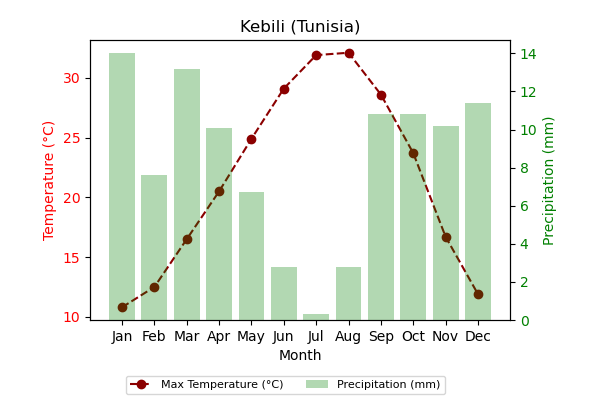 Kebili (Tunisia)
Temperature (°C)
30
25
20
15
10
14
12
10
8
6
4
2
0
Precipitation (mm)
Jan Feb Mar Apr May Jun Jul Aug Sep Oct Nov Dec
Month
Max Temperature (°C) Precipitation (mm)